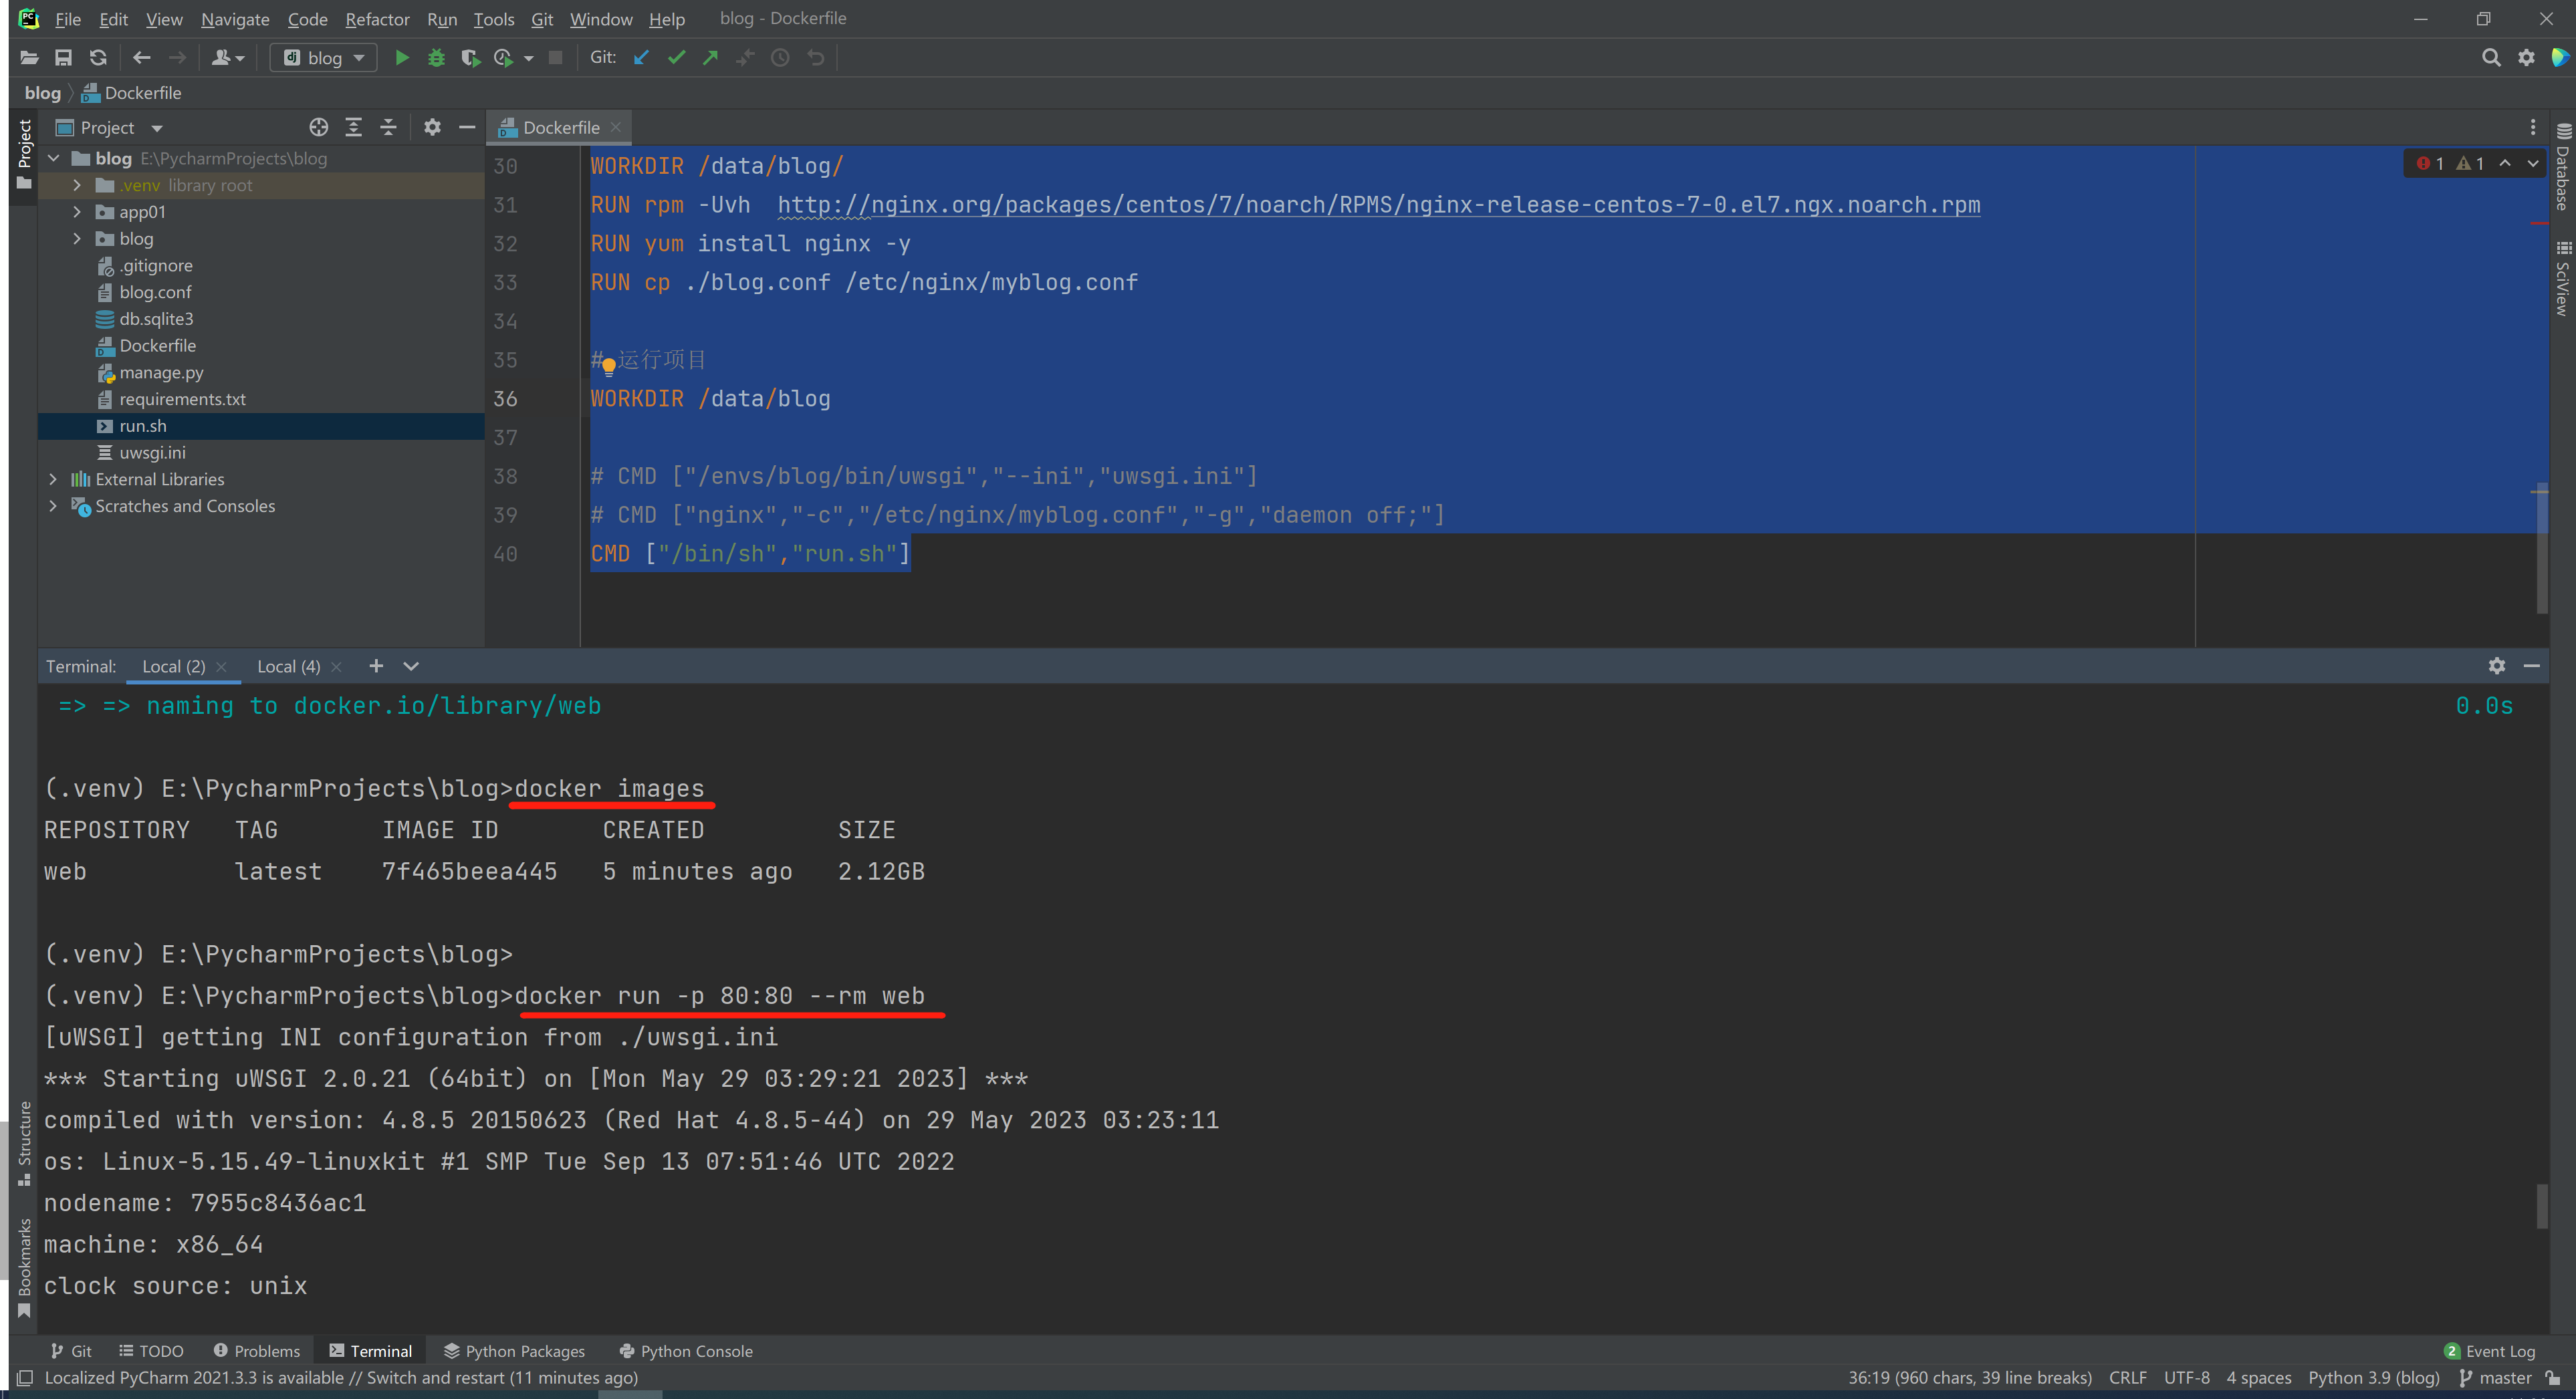 File Edit View Navigate Code Refactor Run Tools Git Window Help blog - Dockerfile
blog Git:
blog Dockerfile
Project
Project
Dockerfile
blog E:\PycharmProjects\blog
.venv library root
app01
blog
.gitignore
blog.conf
db.sqlite3
Dockerfile
manage.py
requirements.txt
run.sh
uwsgi.ini
External Libraries
Scratches and Consoles
30 WORKDIR /data/blog/
31 RUN rpm -Uvh  http://nginx.org/packages/centos/7/noarch/RPMS/nginx-release-centos-7-0.el7.ngx.noarch.rpm
32 RUN yum install nginx -y
33 RUN cp ./blog.conf /etc/nginx/myblog.conf
34
35 # 运行项目
36 WORKDIR /data/blog
37
38 # CMD ["/envs/blog/bin/uwsgi","--ini","uwsgi.ini"]
39 # CMD ["nginx","-c","/etc/nginx/myblog.conf","-g","daemon off;"]
40 CMD ["/bin/sh","run.sh"]
1 1
Database
SciView
Terminal: Local (2) Local (4)
=> => naming to docker.io/library/web 0.0s
(.venv) E:\PycharmProjects\blog>docker images
REPOSITORY TAG IMAGE ID CREATED SIZE
web latest 7f465beea445 5 minutes ago 2.12GB
(.venv) E:\PycharmProjects\blog>
(.venv) E:\PycharmProjects\blog>docker run -p 80:80 --rm web
[uWSGI] getting INI configuration from ./uwsgi.ini
*** Starting uWSGI 2.0.21 (64bit) on [Mon May 29 03:29:21 2023] ***
compiled with version: 4.8.5 20150623 (Red Hat 4.8.5-44) on 29 May 2023 03:23:11
os: Linux-5.15.49-linuxkit #1 SMP Tue Sep 13 07:51:46 UTC 2022
nodename: 7955c8436ac1
machine: x86_64
clock source: unix
Structure
Bookmarks
Git TODO Problems Terminal Python Packages Python Console 2 Event Log
Localized PyCharm 2021.3.3 is available // Switch and restart (11 minutes ago) 36:19 (960 chars, 39 line breaks) CRLF UTF-8 4 spaces Python 3.9 (blog) master